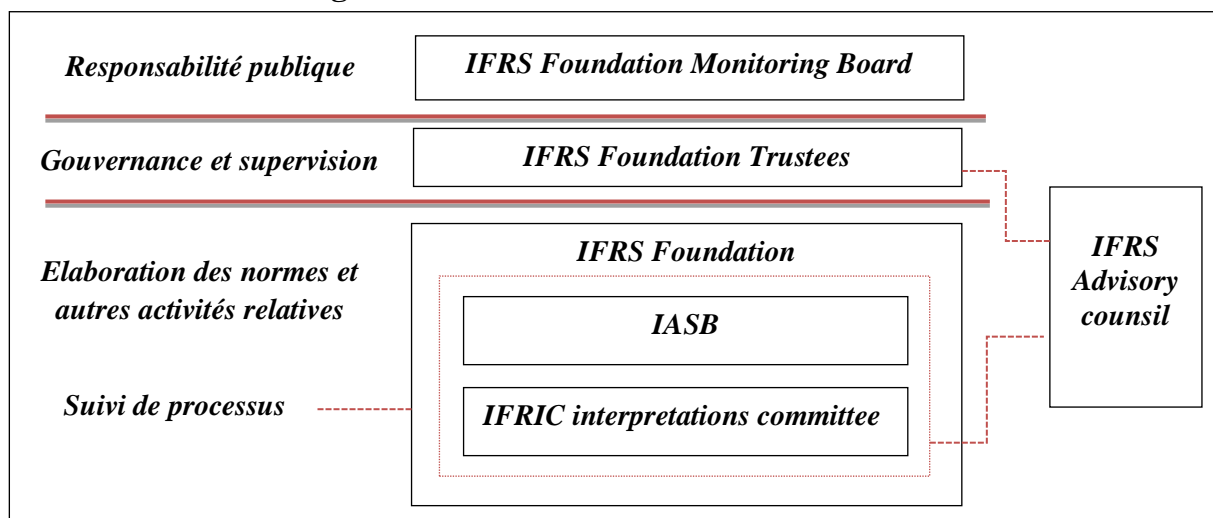 Responsabilité publique
IFRS Foundation Monitoring Board
Gouvernance et supervision
IFRS Foundation Trustees
Elaboration des normes et
autres activités relatives
IFRS Foundation
IASB
IFRS
Advisory
counsil
Suivi de processus
IFRIC interpretations committee